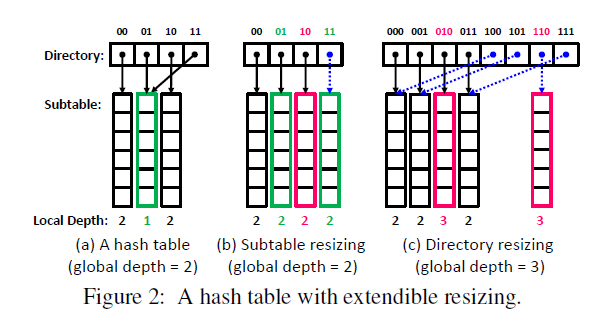 00 01 10 11 00 01 10 11 000 001 010 011 100 101 110 111
Directory:
Subtable:
Local Depth: 2 1 2 2 2 2 2 2 2 3 2 3
(a) A hash table (b) Subtable resizing (c) Directory resizing
(global depth = 2) (global depth = 2) (global depth = 3)
Figure 2: A hash table with extendible resizing.